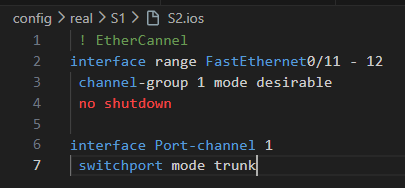 config > real > S1 > S2.ios
1 ! EtherCannel
2 interface range FastEthernet0/11 - 12
3 channel-group 1 mode desirable
4 no shutdown
5
6 interface Port-channel 1
7 switchport mode trunk